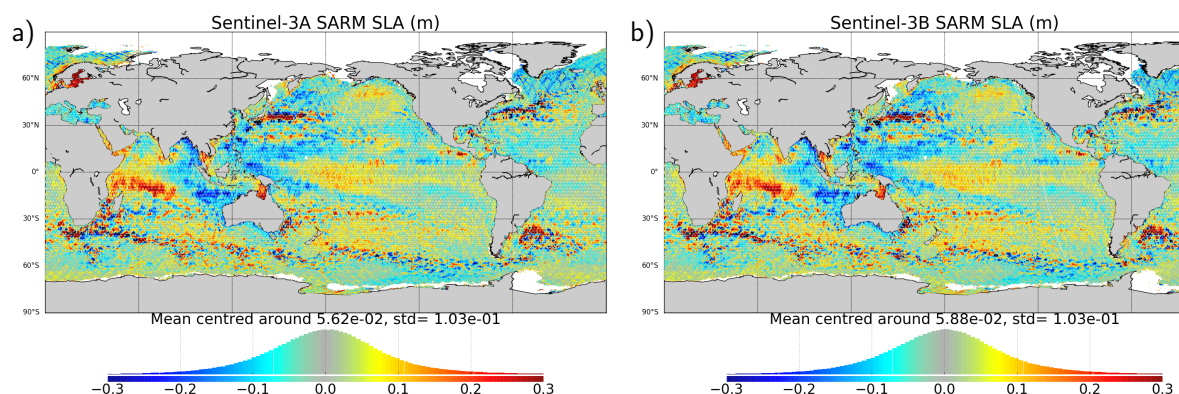 a)
Sentinel-3A SARM SLA (m)
60°N
30°N
0°
30°S
60°S
90°S
Mean centred around 5.62e-02, std= 1.03e-01
−0.3 −0.2 −0.1 0.0 0.1 0.2 0.3
b)
Sentinel-3B SARM SLA (m)
60°N
30°N
0°
30°S
60°S
90°S
Mean centred around 5.88e-02, std= 1.03e-01
−0.3 −0.2 −0.1 0.0 0.1 0.2 0.3